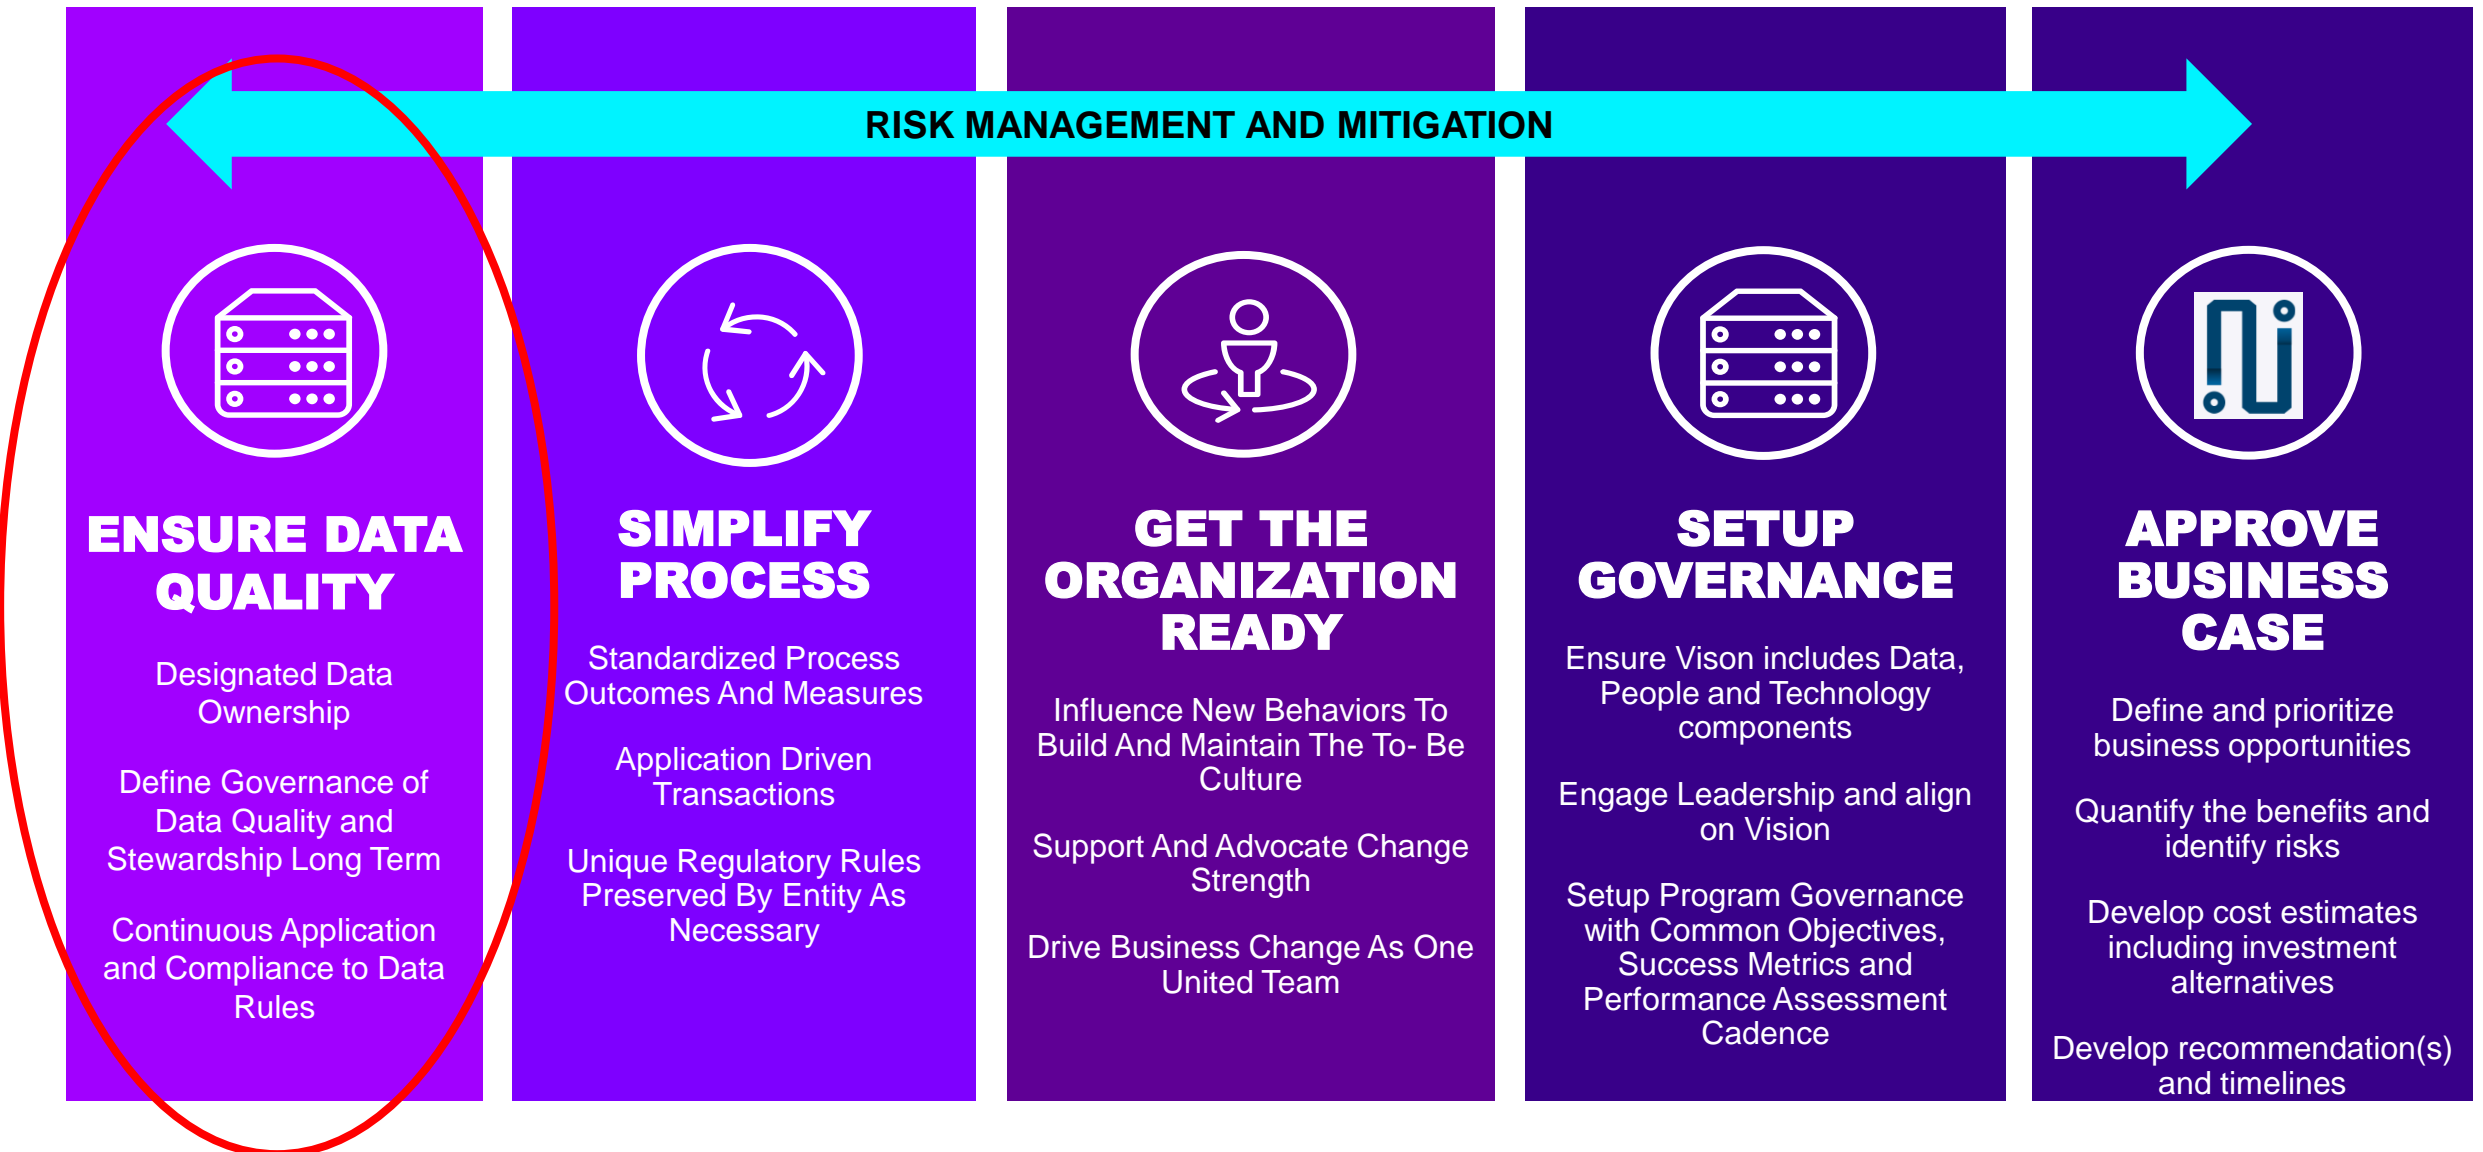 RISK MANAGEMENT AND MITIGATION
ENSURE DATA
QUALITY
Designated Data
Ownership
Define Governance of
Data Quality and
Stewardship Long Term
Continuous Application
and Compliance to Data
Rules
SIMPLIFY
PROCESS
Standardized Process
Outcomes And Measures
Application Driven
Transactions
Unique Regulatory Rules
Preserved By Entity As
Necessary
GET THE
ORGANIZATION
READY
Influence New Behaviors To
Build And Maintain The To- Be
Culture
Support And Advocate Change
Strength
Drive Business Change As One
United Team
SETUP
GOVERNANCE
Ensure Vison includes Data,
People and Technology
components
Engage Leadership and align
on Vision
Setup Program Governance
with Common Objectives,
Success Metrics and
Performance Assessment
Cadence
APPROVE
BUSINESS
CASE
Define and prioritize
business opportunities
Quantify the benefits and
identify risks
Develop cost estimates
including investment
alternatives
Develop recommendation(s)
and timelines